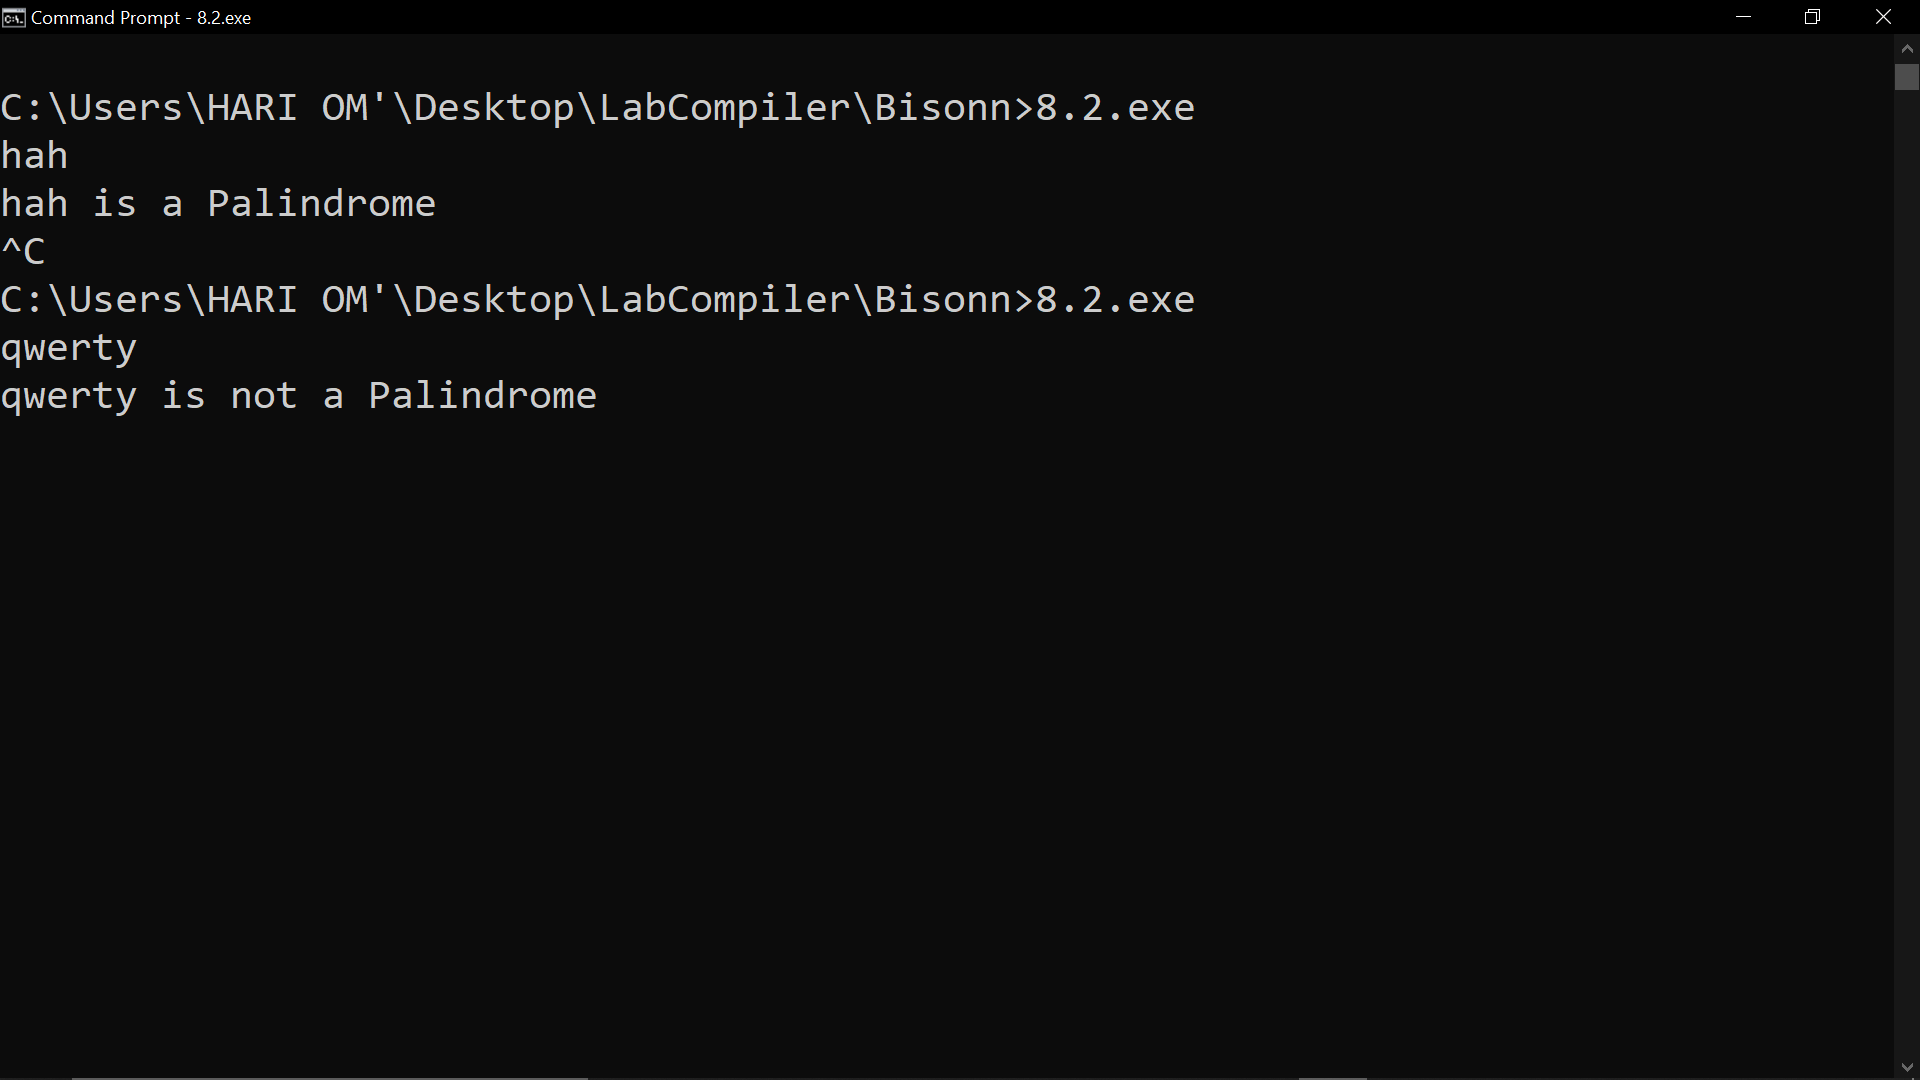 Command Prompt - 8.2.exe
C:\Users\HARI OM'\Desktop\LabCompiler\Bisonn>8.2.exe
hah
hah is a Palindrome
^C
C:\Users\HARI OM'\Desktop\LabCompiler\Bisonn>8.2.exe
qwerty
qwerty is not a Palindrome